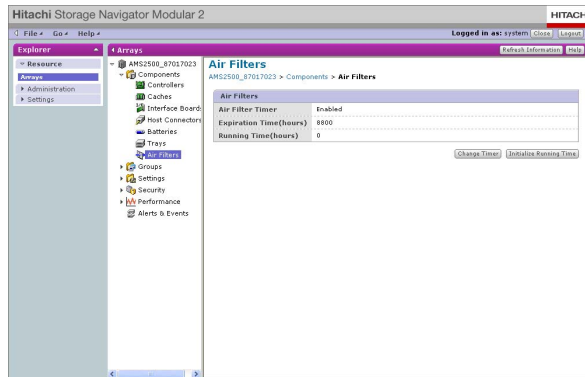 Hitachi Storage Navigator Modular 2
HITACH
File Go Help
Logged in as: system Close Logout
Explorer
Arrays
Refresh Information Help
Resource
Arrays
Administration
Settings
AMS2500_87017023
Components
Controllers
Caches
Interface Boards
Host Connectors
Batteries
Trays
Air Filters
Groups
Settings
Security
Performance
Alerts & Events
Air Filters
AMS2500_87017023 > Components > Air Filters
Air Filters
Air Filter Timer Enabled
Expiration Time(hours) 8800
Running Time(hours) 0
Change Timer Initialize Running Time